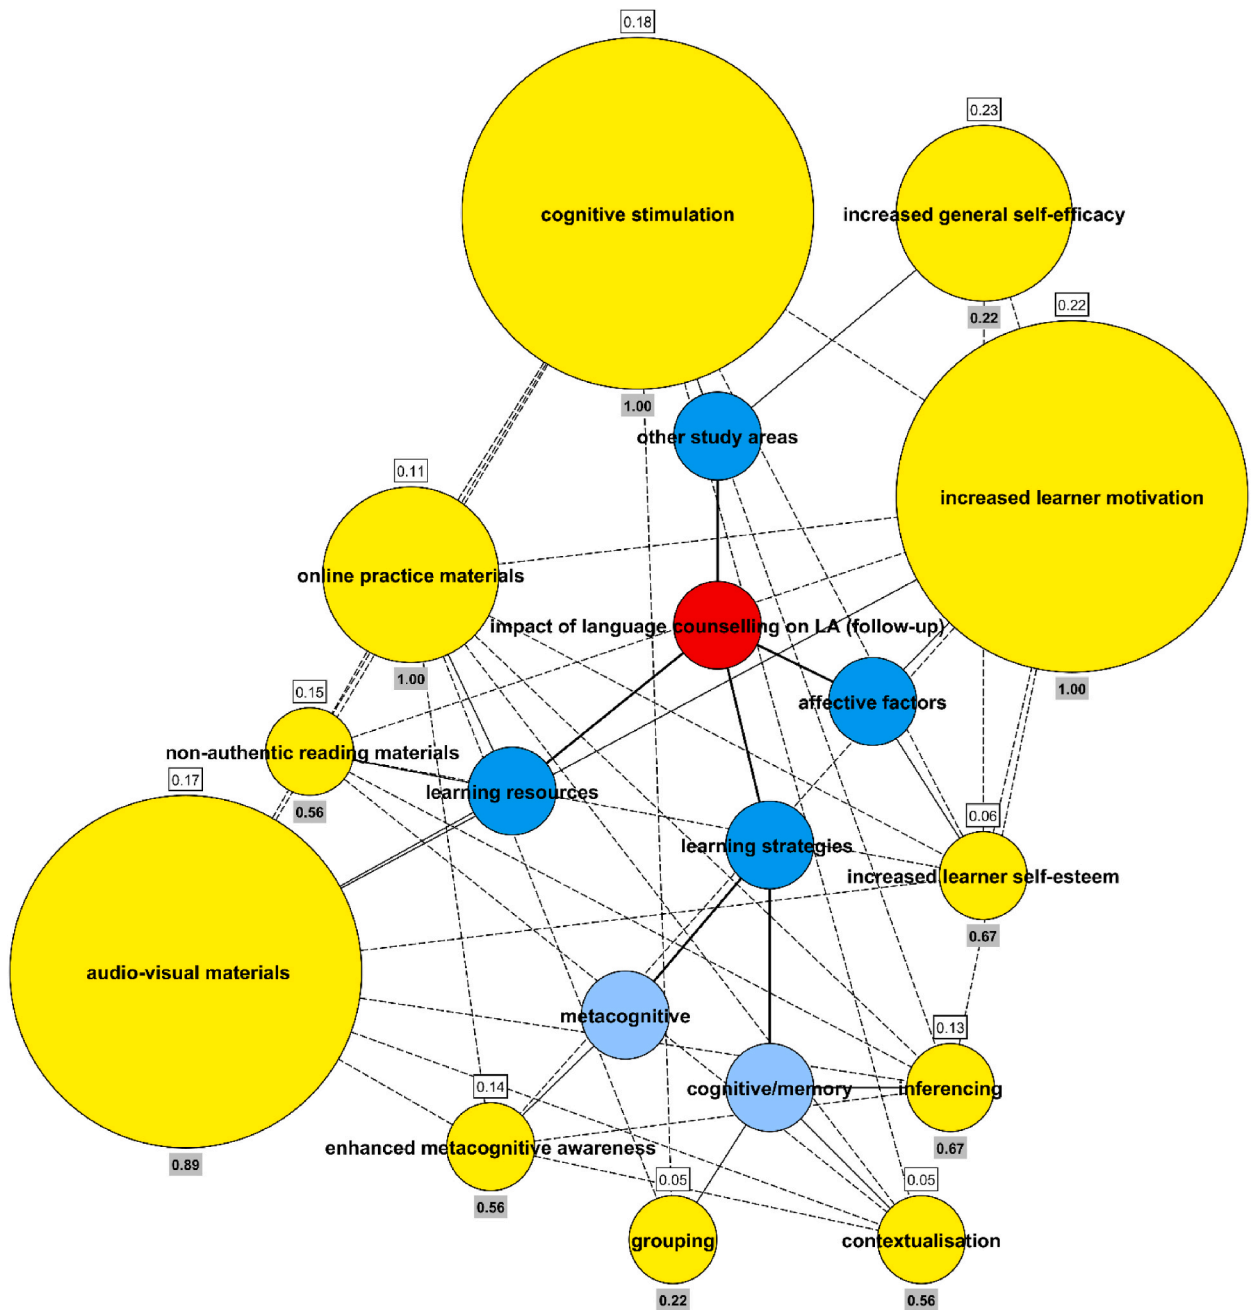 0.18
cognitive stimulation
1.00
0.23
increased general self-efficacy
0.22
0.22
increased learner motivation
1.00
other study areas
0.11
online practice materials
1.00
impact of language counselling on LA (follow-up)
affective factors
0.15
non-authentic reading materials
0.56
learning resources
0.17
audio-visual materials
0.89
learning strategies
0.06
increased learner self-esteem
0.67
metacognitive
cognitive/memory
0.13
inferencing
0.67
0.14
enhanced metacognitive awareness
0.56
0.05
grouping
0.22
0.05
contextualisation
0.56